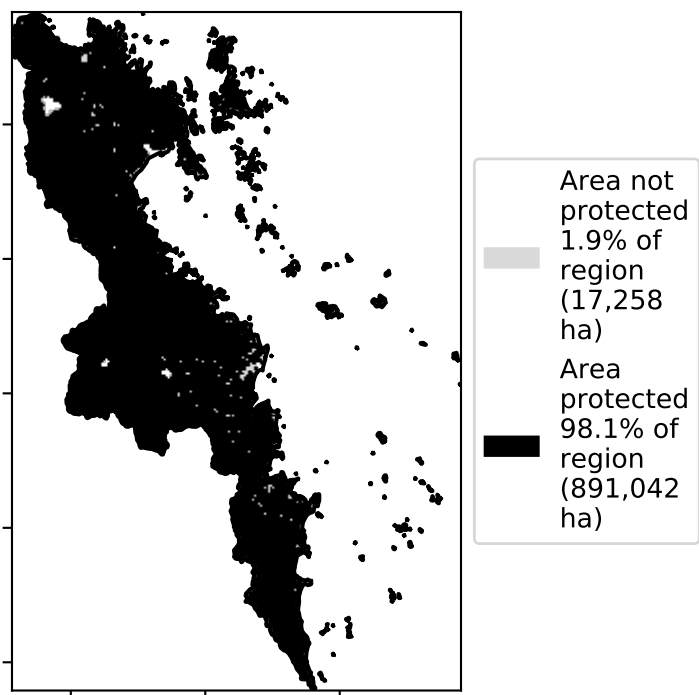 Area not
protected
1.9% of
region
(17,258
ha)
Area
protected
98.1% of
region
(891,042
ha)